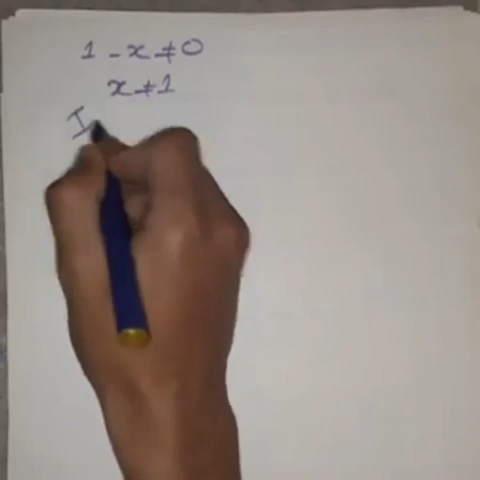 1 - x ≠ 0
x ≠ 1
I